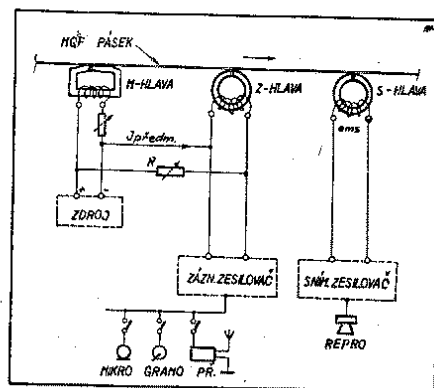 MGF PÁSEK
M-HLAVA
Z-HLAVA
S-HLAVA
Jpředm.
ems
R
+ -
ZDROJ
ZÁZN. ZESILOVAČ
SNÍM. ZESILOVAČ
MIKRO
GRAMO
PR.
REPRO